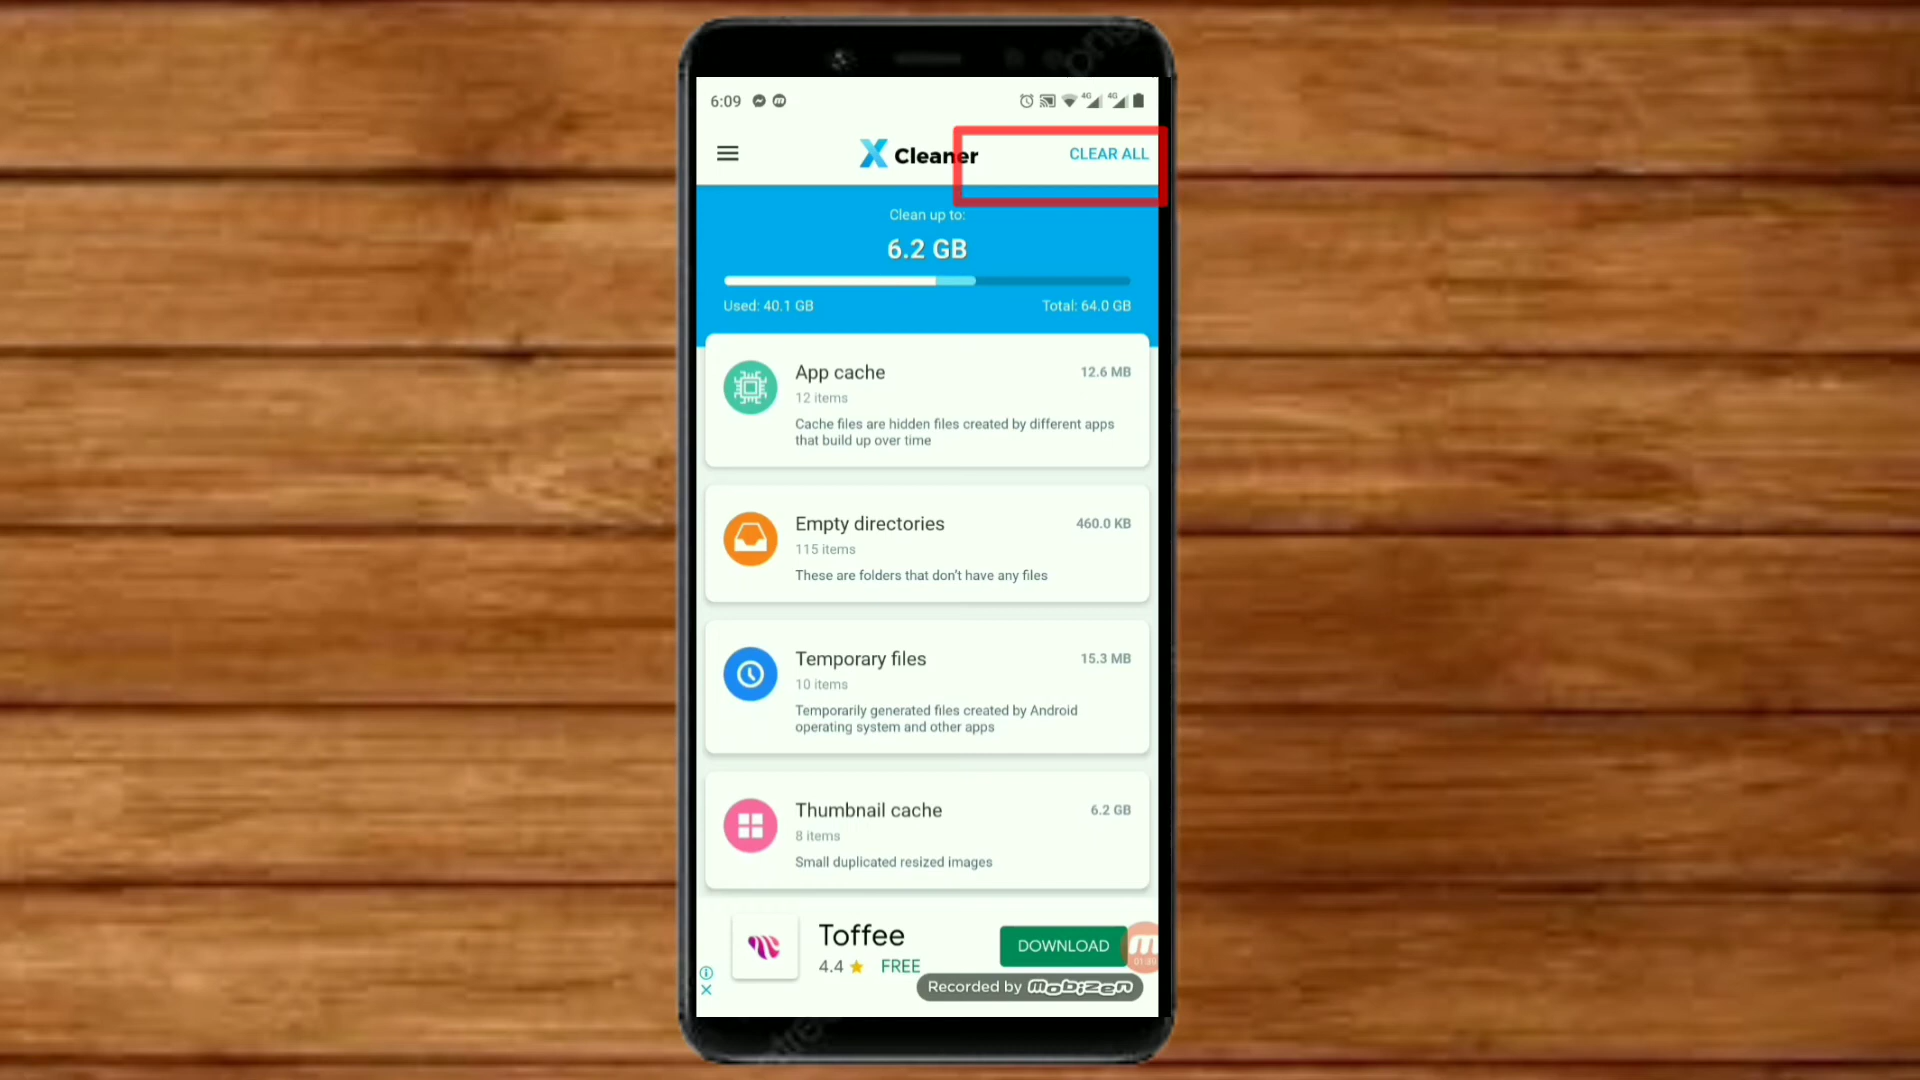 6:09
4G 4G
X Cleaner
CLEAR ALL
Clean up to:
6.2 GB
Used: 40.1 GB
Total: 64.0 GB
App cache
12.6 MB
12 items
Cache files are hidden files created by different apps
that build up over time
Empty directories
460.0 KB
115 items
These are folders that don't have any files
Temporary files
15.3 MB
10 items
Temporarily generated files created by Android
operating system and other apps
Thumbnail cache
6.2 GB
8 items
Small duplicated resized images
Toffee
4.4 ★ FREE
DOWNLOAD
Recorded by mobizen